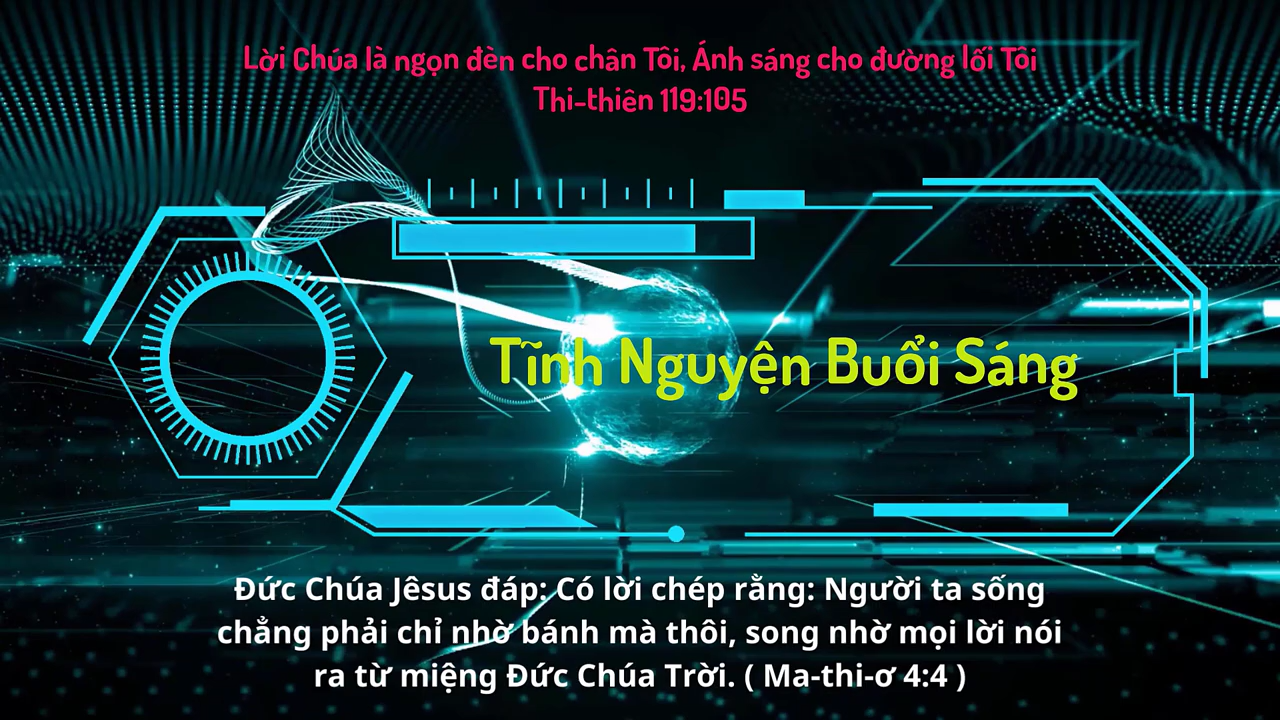 Lời Chúa là ngọn đèn cho chân Tôi, Ánh sáng cho đường lối Tôi
Thi-thiên 119:105
Tĩnh Nguyện Buổi Sáng
Đức Chúa Jêsus đáp: Có lời chép rằng: Người ta sống
chẳng phải chỉ nhờ bánh mà thôi, song nhờ mọi lời nói
ra từ miệng Đức Chúa Trời. ( Ma-thi-ơ 4:4 )